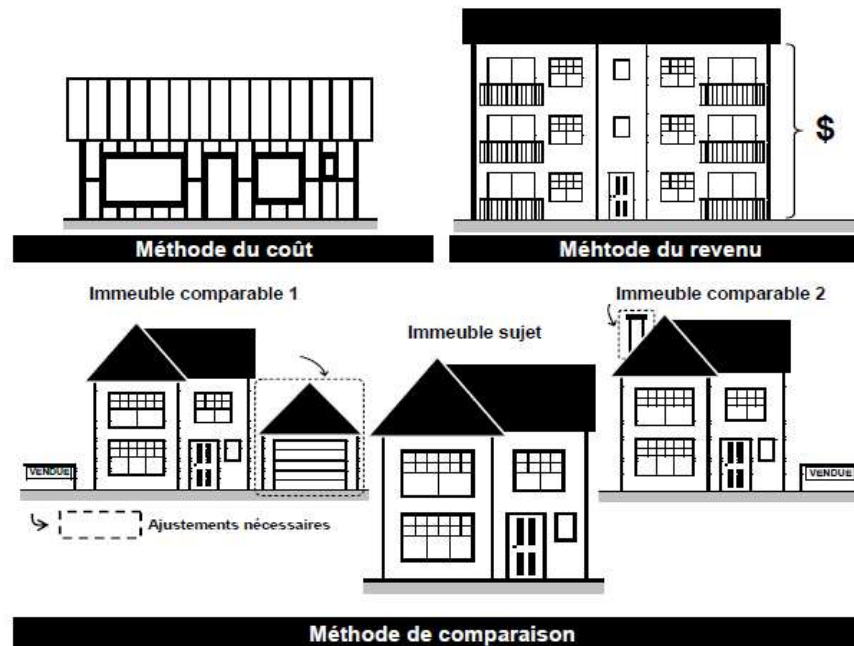 $
Méthode du coût
Méhtode du revenu
Immeuble comparable 1
Immeuble comparable 2
Immeuble sujet
VENDUE
VENDUE
Ajustements nécessaires
Méthode de comparaison